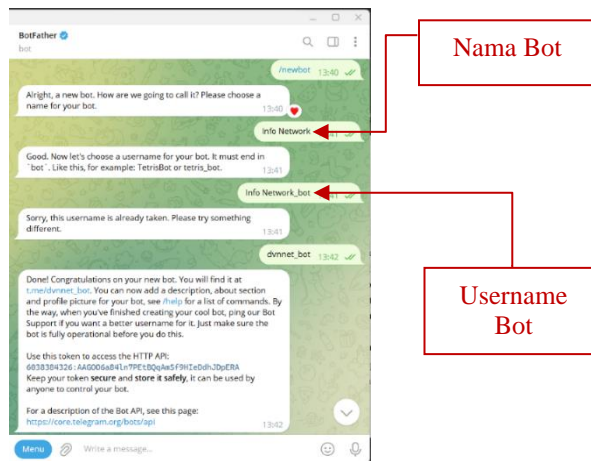 BotFather
bot
/newbot 13:40
Alright, a new bot. How are we going to call it? Please choose a
name for your bot.
13:40
Info Network
Nama Bot
Good. Now let's choose a username for your bot. It must end in
`bot`. Like this, for example: TetrisBot or tetris_bot.
13:41
Info Network_bot
Sorry, this username is already taken. Please try something
different.
13:41
dvnnet_bot 13:42
Username
Bot
Done! Congratulations on your new bot. You will find it at
t.me/dvnnet_bot. You can now add a description, about section
and profile picture for your bot, see /help for a list of commands. By
the way, when you've finished creating your cool bot, ping our Bot
Support if you want a better username for it. Just make sure the
bot is fully operational before you do this.
Use this token to access the HTTP API:
Keep your token secure and store it safely, it can be used by
anyone to control your bot.
For a description of the Bot API, see this page:
https://core.telegram.org/bots/api
13:42
Menu
Write a message...